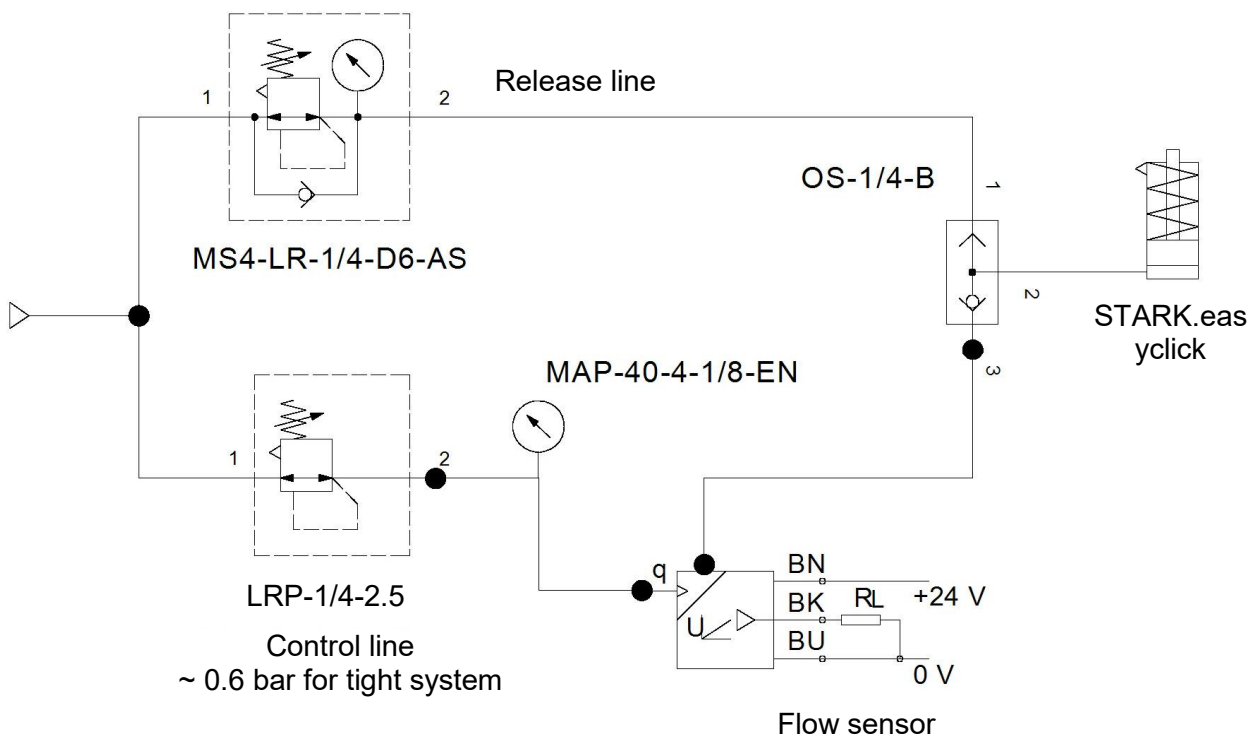 Release line
1
2
OS-1/4-B
1
MS4-LR-1/4-D6-AS
2
STARK.eas
yclick
3
MAP-40-4-1/8-EN
1
2
q
BN
+24 V
BK
RL
U
BU
0 V
LRP-1/4-2.5
Control line
~ 0.6 bar for tight system
Flow sensor